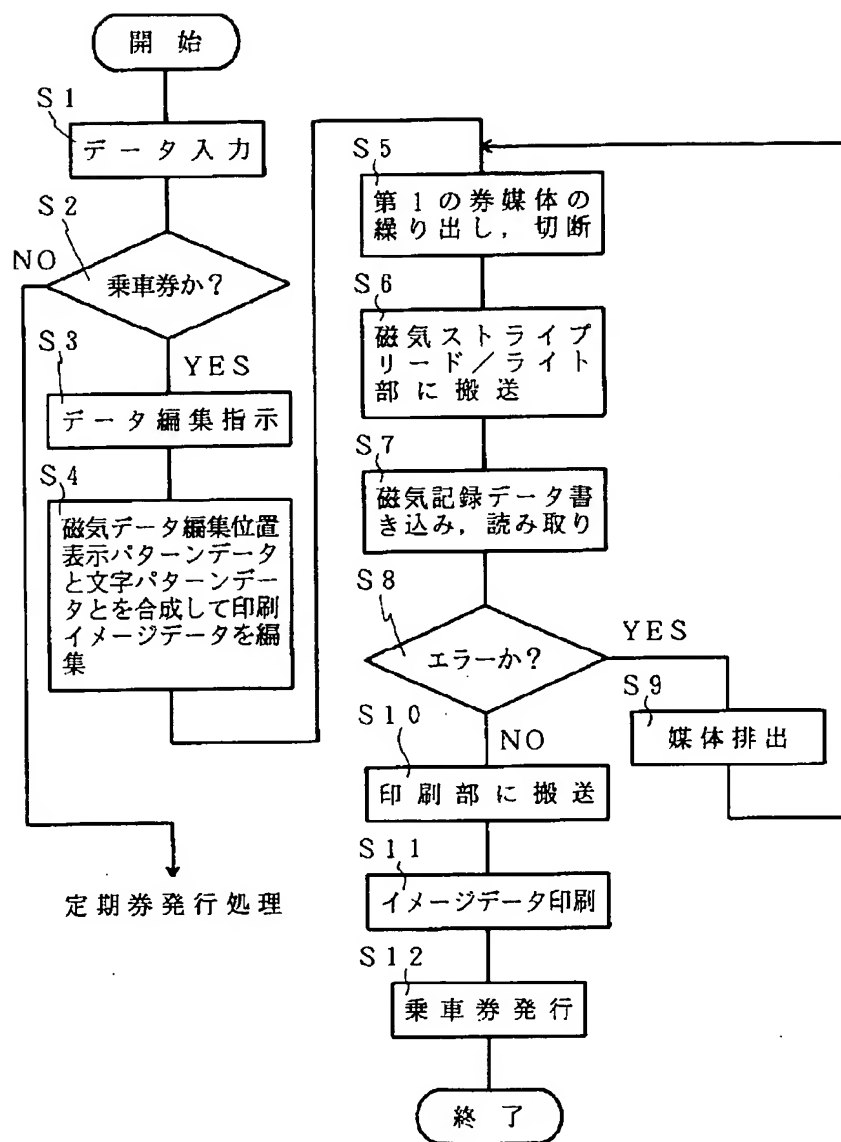 開始
S1
データ入力
S2
NO
乗車券か？
YES
S3
データ編集指示
S4
磁気データ編集位置
表示パターンデータ
と文字パターンデー
タとを合成して印刷
イメージデータを編
集
定期券発行処理
S5
第1の券媒体の
繰り出し，切断
S6
磁気ストライプ
リード／ライト
部に搬送
S7
磁気記録データ書
き込み，読み取り
S8
エラーか？
YES
S9
媒体排出
NO
S10
印刷部に搬送
S11
イメージデータ印刷
S12
乗車券発行
終了